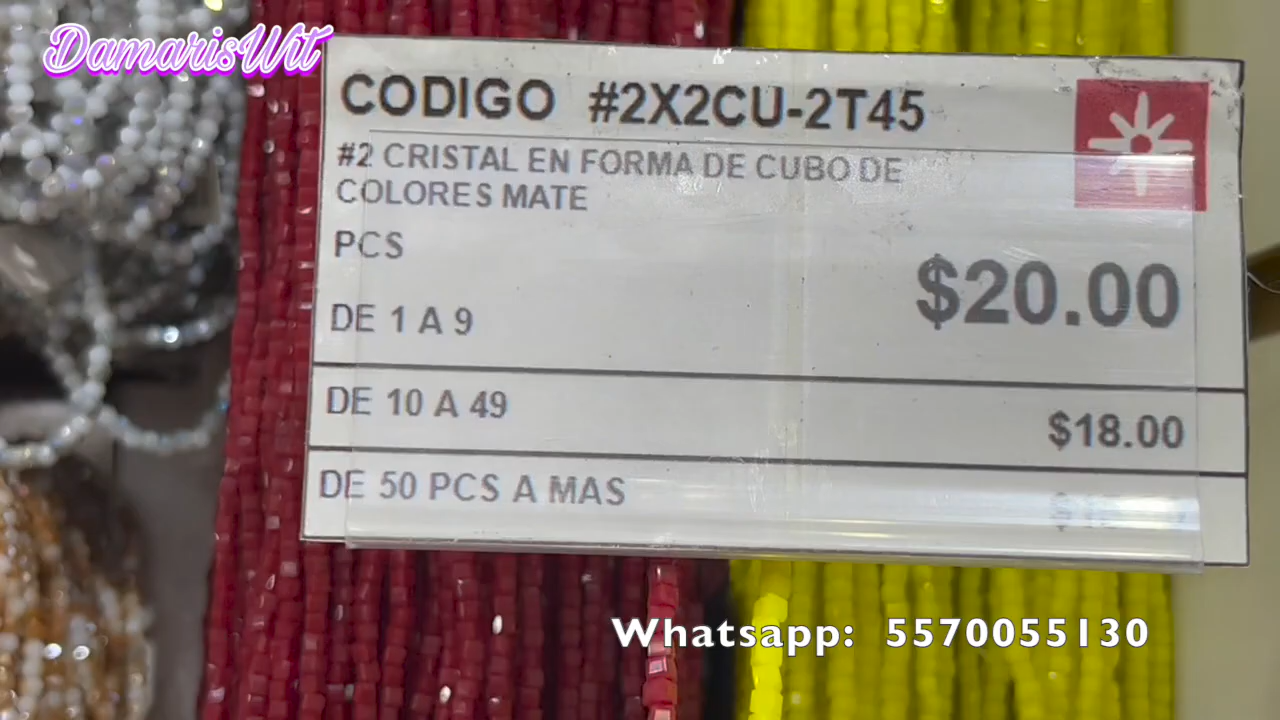 DamarisWit
CODIGO #2X2CU-2T45
#2 CRISTAL EN FORMA DE CUBO DE
COLORES MATE
PCS
$20.00
DE 1 A 9
DE 10 A 49
$18.00
DE 50 PCS A MAS
Whatsapp: 5570055130